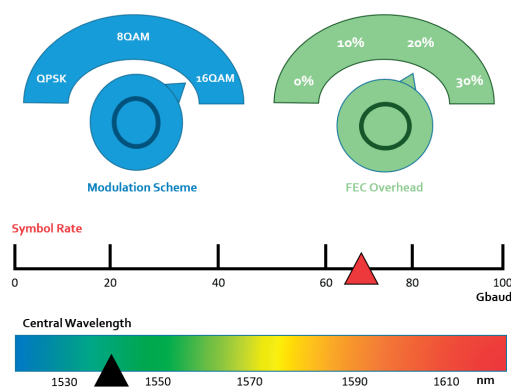 8QAM
QPSK
16QAM
Modulation Scheme
10%
20%
0%
30%
FEC Overhead
Symbol Rate
0 20 40 60 80 100
Gbaud
Central Wavelength
1530 1550 1570 1590 1610 nm